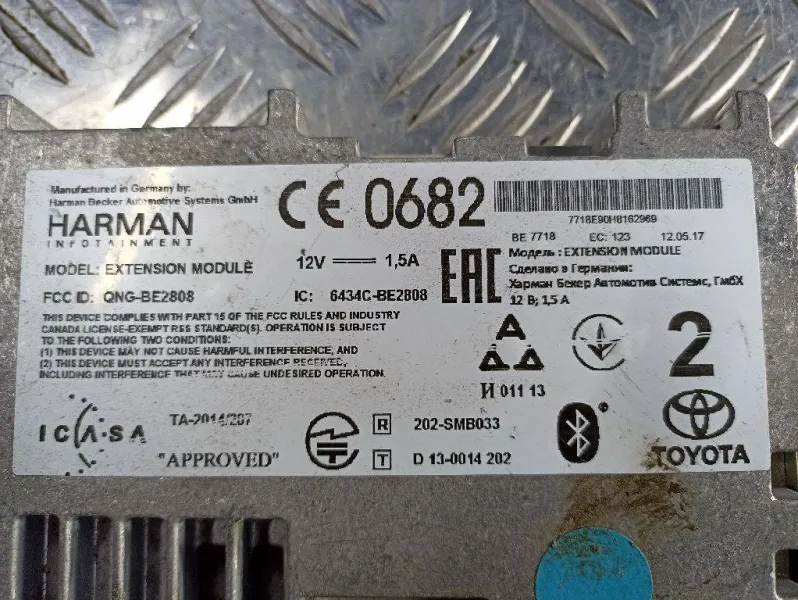 Manufactured in Germany by:
Harman Becker Automotive Systems GmbH
HARMAN
INFOTAINMENT
CE 0682
7718E90H8162969
BE 7718 EC: 123 12.05.17
MODEL: EXTENSION MODULE
12V 1,5A
EAC
Модель: EXTENSION MODULE
Сделано в Германии:
Харман Бекер Аутомотив Системс, ГмбХ
12 В; 1,5 А
FCC ID: QNG-BE2808 IC: 6434C-BE2808
THIS DEVICE COMPLIES WITH PART 15 OF THE FCC RULES AND INDUSTRY
CANADA LICENSE-EXEMPT RSS STANDARD(S). OPERATION IS SUBJECT TO
THE FOLLOWING TWO CONDITIONS:
(1) THIS DEVICE MAY NOT CAUSE HARMFUL INTERFERENCE, AND
(2) THIS DEVICE MUST ACCEPT ANY INTERFERENCE RECEIVED,
INCLUDING INTERFERENCE THAT MAY CAUSE UNDESIRED OPERATION.
И 011 13
2
ICASA
TA-2014/207
"APPROVED"
R 202-SMB033
T D 13-0014 202
TOYOTA